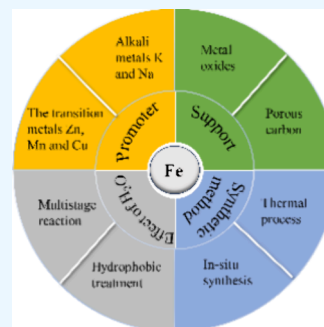 Alkali
metals K
and Na
Metal
oxides
The transition
metals Zn,
Mn and Cu
Promoter
Support
Porous
carbon
Fe
Multistage
reaction
Effect of H₂O
Synthetic
method
Thermal
process
Hydrophobic
treatment
In-situ
synthesis